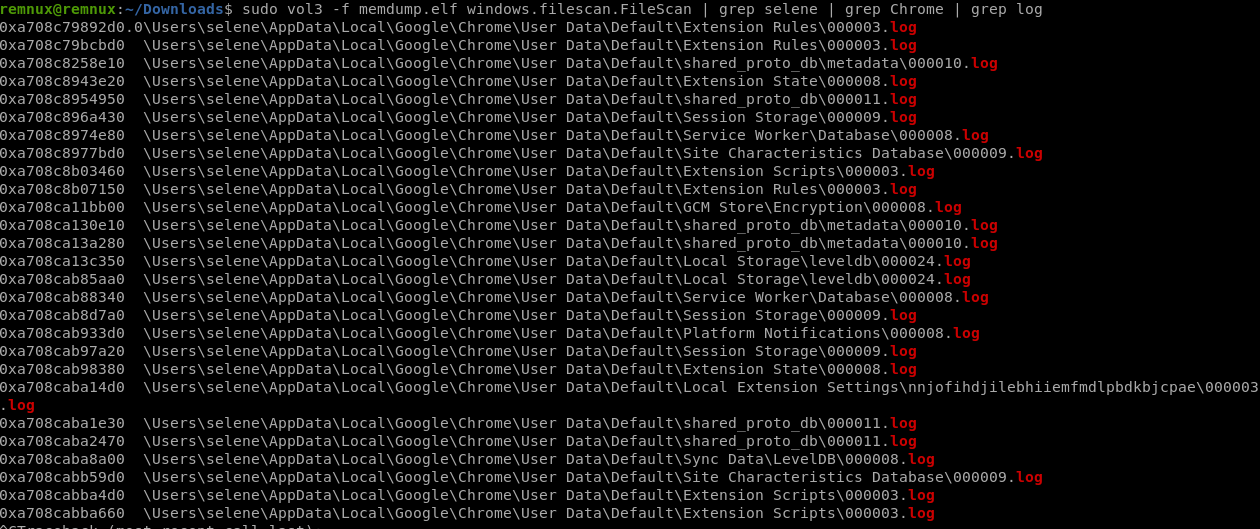 remnux@remnux:~/Downloads$ sudo vol3 -f memdump.elf windows.filescan.FileScan | grep selene | grep Chrome | grep log
0xa708c79892d0.0\Users\selene\AppData\Local\Google\Chrome\User Data\Default\Extension Rules\000003.log
0xa708c79bcbd0  \Users\selene\AppData\Local\Google\Chrome\User Data\Default\Extension Rules\000003.log
0xa708c8258e10  \Users\selene\AppData\Local\Google\Chrome\User Data\Default\shared_proto_db\metadata\000010.log
0xa708c8943e20  \Users\selene\AppData\Local\Google\Chrome\User Data\Default\Extension State\000008.log
0xa708c8954950  \Users\selene\AppData\Local\Google\Chrome\User Data\Default\shared_proto_db\000011.log
0xa708c896a430  \Users\selene\AppData\Local\Google\Chrome\User Data\Default\Session Storage\000009.log
0xa708c8974e80  \Users\selene\AppData\Local\Google\Chrome\User Data\Default\Service Worker\Database\000008.log
0xa708c8977bd0  \Users\selene\AppData\Local\Google\Chrome\User Data\Default\Site Characteristics Database\000009.log
0xa708c8b03460  \Users\selene\AppData\Local\Google\Chrome\User Data\Default\Extension Scripts\000003.log
0xa708c8b07150  \Users\selene\AppData\Local\Google\Chrome\User Data\Default\Extension Rules\000003.log
0xa708ca11bb00  \Users\selene\AppData\Local\Google\Chrome\User Data\Default\GCM Store\Encryption\000008.log
0xa708ca130e10  \Users\selene\AppData\Local\Google\Chrome\User Data\Default\shared_proto_db\metadata\000010.log
0xa708ca13a280  \Users\selene\AppData\Local\Google\Chrome\User Data\Default\shared_proto_db\metadata\000010.log
0xa708ca13c350  \Users\selene\AppData\Local\Google\Chrome\User Data\Default\Local Storage\leveldb\000024.log
0xa708cab85aa0  \Users\selene\AppData\Local\Google\Chrome\User Data\Default\Local Storage\leveldb\000024.log
0xa708cab88340  \Users\selene\AppData\Local\Google\Chrome\User Data\Default\Service Worker\Database\000008.log
0xa708cab8d7a0  \Users\selene\AppData\Local\Google\Chrome\User Data\Default\Session Storage\000009.log
0xa708cab933d0  \Users\selene\AppData\Local\Google\Chrome\User Data\Default\Platform Notifications\000008.log
0xa708cab97a20  \Users\selene\AppData\Local\Google\Chrome\User Data\Default\Session Storage\000009.log
0xa708cab98380  \Users\selene\AppData\Local\Google\Chrome\User Data\Default\Extension State\000008.log
0xa708caba14d0  \Users\selene\AppData\Local\Google\Chrome\User Data\Default\Local Extension Settings\nnjofihdjilebhiiemfmdlpbdkbjcpae\000003
.log
0xa708caba1e30  \Users\selene\AppData\Local\Google\Chrome\User Data\Default\shared_proto_db\000011.log
0xa708caba2470  \Users\selene\AppData\Local\Google\Chrome\User Data\Default\shared_proto_db\000011.log
0xa708caba8a00  \Users\selene\AppData\Local\Google\Chrome\User Data\Default\Sync Data\LevelDB\000008.log
0xa708cabb59d0  \Users\selene\AppData\Local\Google\Chrome\User Data\Default\Site Characteristics Database\000009.log
0xa708cabba4d0  \Users\selene\AppData\Local\Google\Chrome\User Data\Default\Extension Scripts\000003.log
0xa708cabba660  \Users\selene\AppData\Local\Google\Chrome\User Data\Default\Extension Scripts\000003.log
^CTraceback (most recent call last)